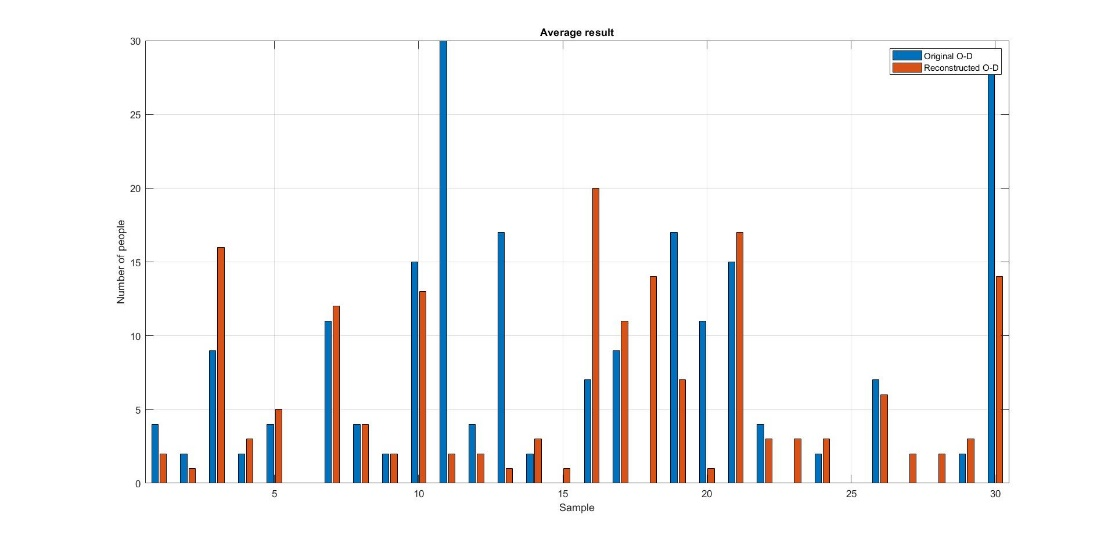 Average result
30
25
20
15
10
5
0
Number of people
Original O-D
Reconstructed O-D
5
10
15
20
25
30
Sample